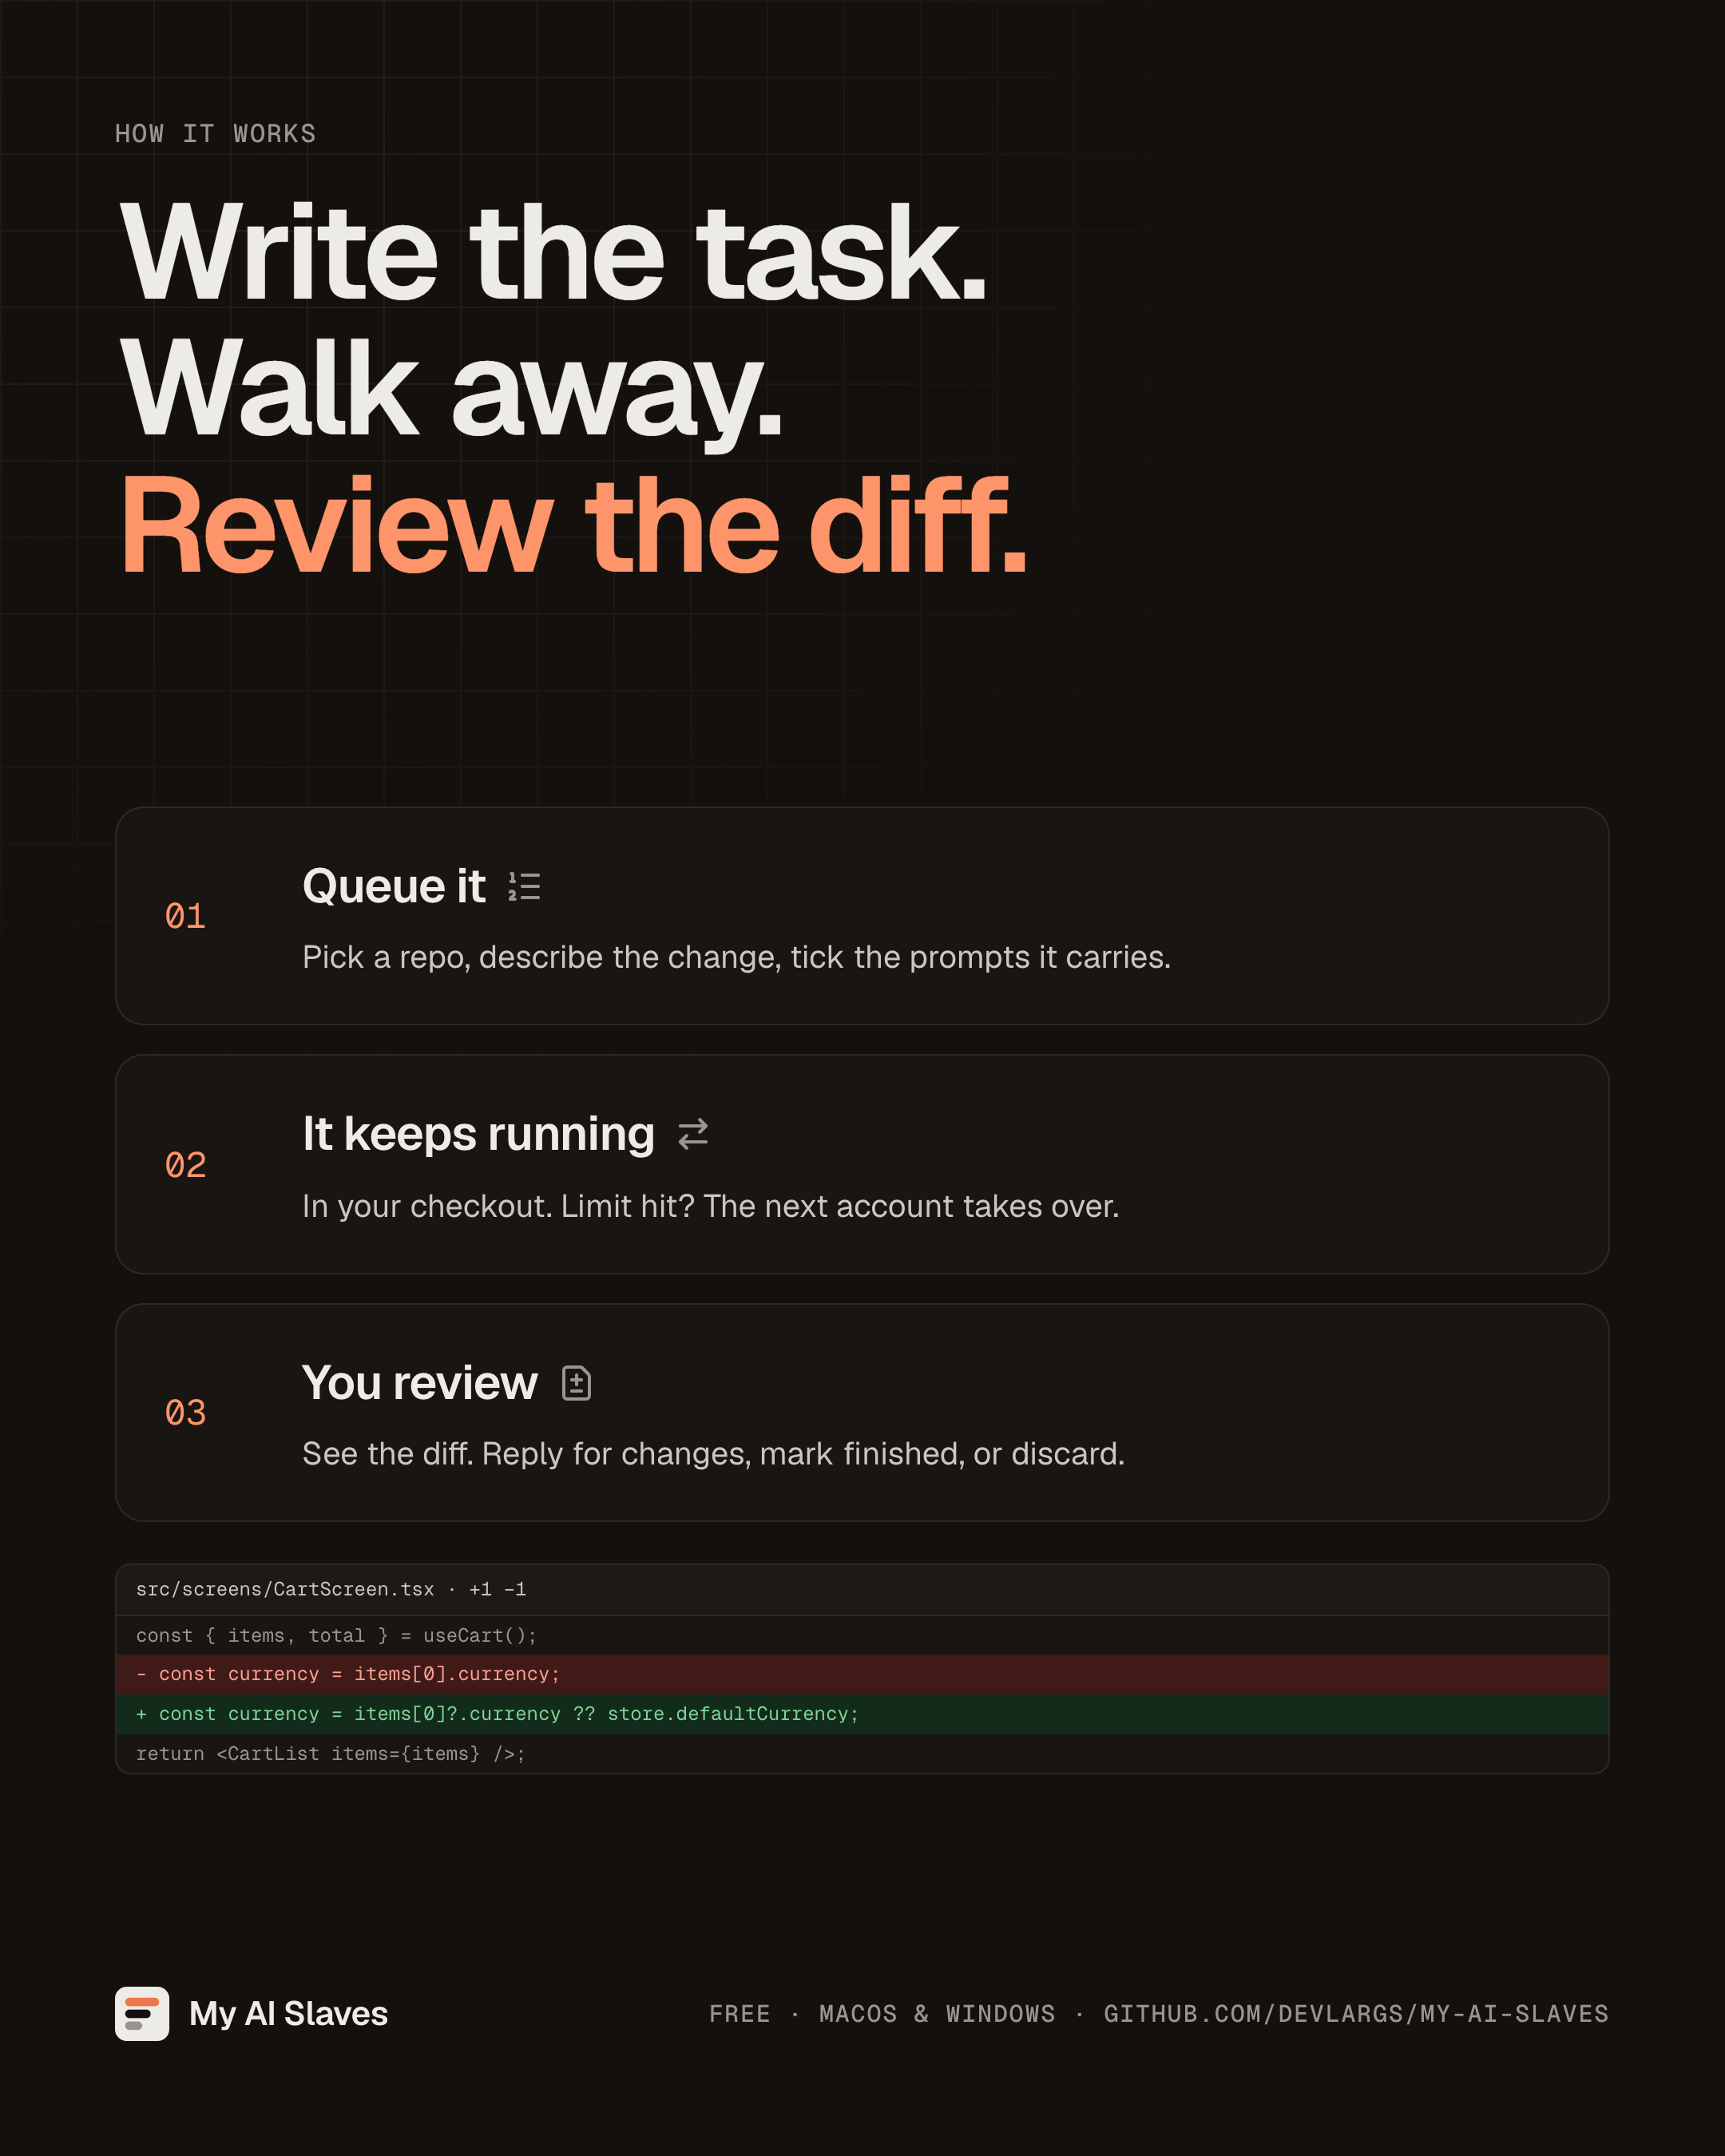 HOW IT WORKS
Write the task.
Walk away.
Review the diff.
01
Queue it
Pick a repo, describe the change, tick the prompts it carries.
02
It keeps running
In your checkout. Limit hit? The next account takes over.
03
You review
See the diff. Reply for changes, mark finished, or discard.
src/screens/CartScreen.tsx · +1 −1
const { items, total } = useCart();
- const currency = items[0].currency;
+ const currency = items[0]?.currency ?? store.defaultCurrency;
return <CartList items={items} />;
My AI Slaves
FREE · MACOS & WINDOWS · GITHUB.COM/DEVLARGS/MY-AI-SLAVES